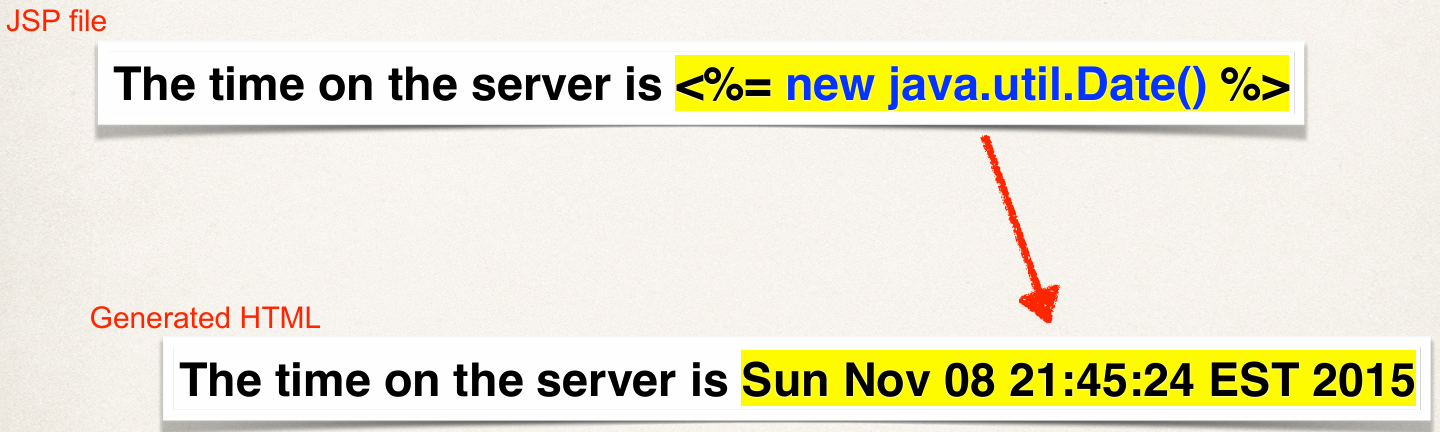 JSP file
The time on the server is <%= new java.util.Date() %>
Generated HTML
The time on the server is Sun Nov 08 21:45:24 EST 2015